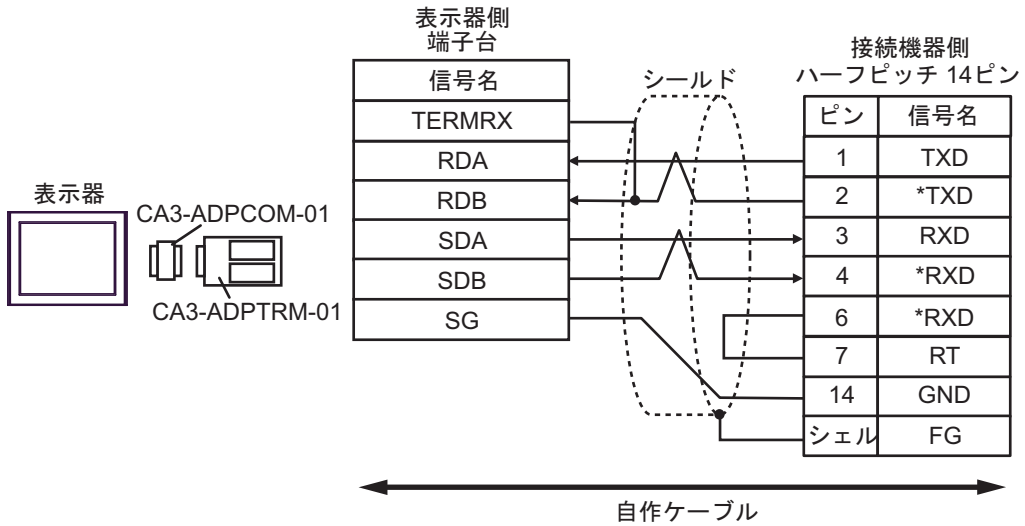 表示器側
端子台
信号名
TERMRX
RDA
RDB
SDA
SDB
SG
シールド
接続機器側
ハーフピッチ 14ピン
ピン 信号名
1 TXD
2 *TXD
3 RXD
4 *RXD
6 *RXD
7 RT
14 GND
シェル FG
表示器
CA3-ADPCOM-01
CA3-ADPTRM-01
自作ケーブル